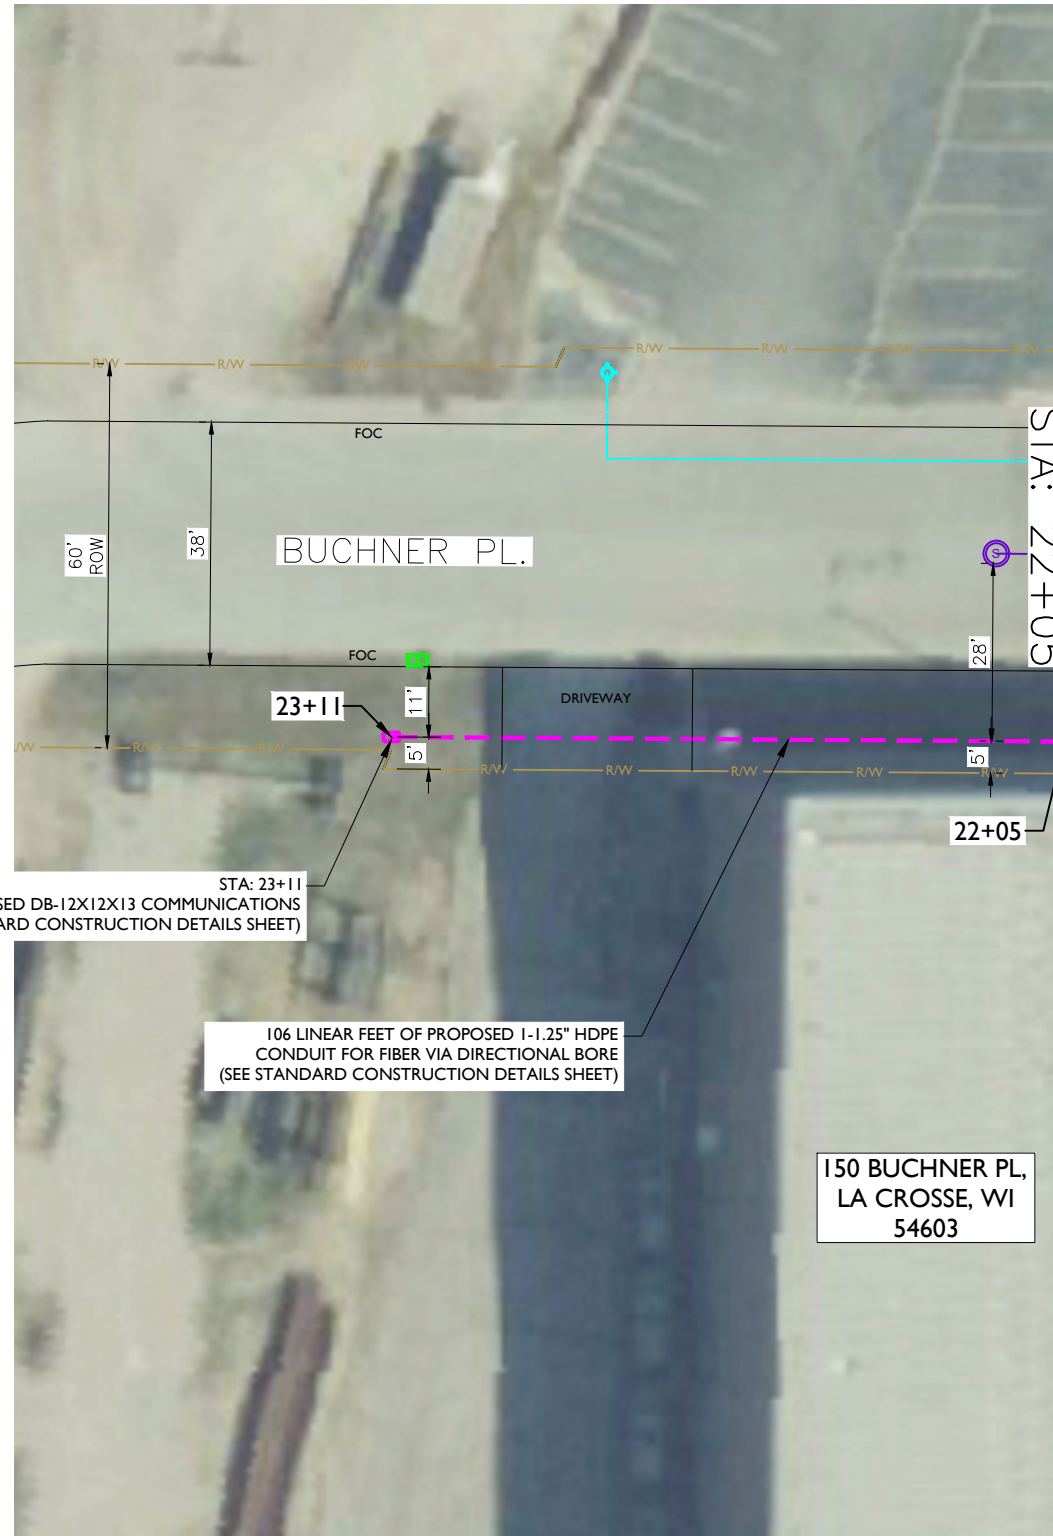 R/W R/W R/W R/W R/W R/W R/W R/W
FOC
STA: 22+05
60'
ROW
38'
BUCHNER PL.
S
28'
FOC
11'
DRIVEWAY
23+11
5'
5'
R/W R/W R/W R/W R/W R/W R/W R/W
22+05
STA: 23+11
DB-12X12X13 COMMUNICATIONS
CONSTRUCTION DETAILS SHEET)
106 LINEAR FEET OF PROPOSED 1-1.25" HDPE
CONDUIT FOR FIBER VIA DIRECTIONAL BORE
(SEE STANDARD CONSTRUCTION DETAILS SHEET)
150 BUCHNER PL,
LA CROSSE, WI
54603